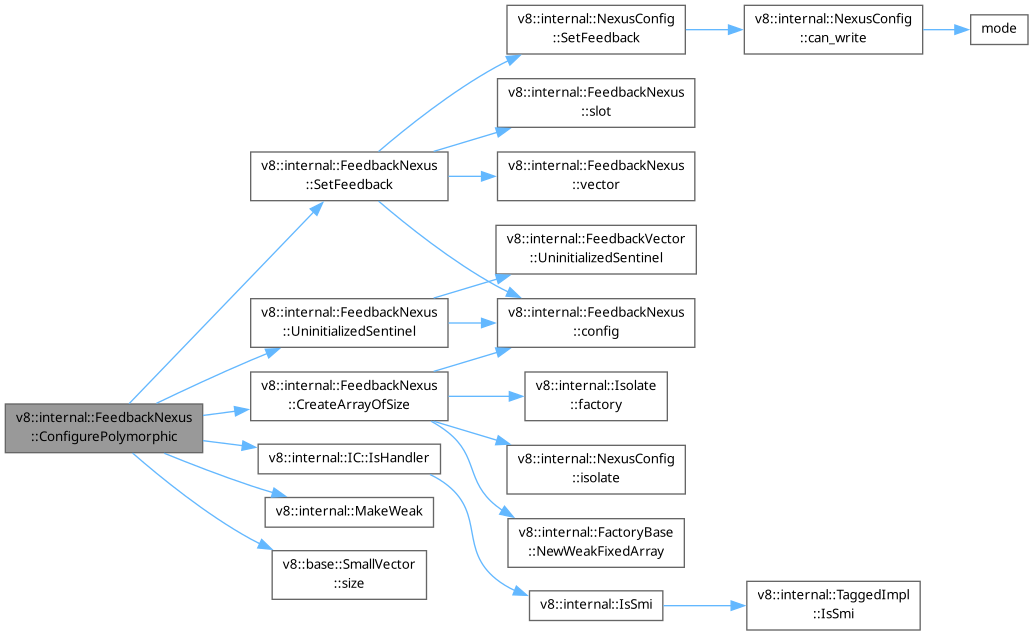 v8::internal::NexusConfig
::SetFeedback
v8::internal::NexusConfig
::can_write
mode
v8::internal::FeedbackNexus
::slot
v8::internal::FeedbackNexus
::SetFeedback
v8::internal::FeedbackNexus
::vector
v8::internal::FeedbackVector
::UninitializedSentinel
v8::internal::FeedbackNexus
::UninitializedSentinel
v8::internal::FeedbackNexus
::config
v8::internal::FeedbackNexus
::CreateArrayOfSize
v8::internal::Isolate
::factory
v8::internal::FeedbackNexus
::ConfigurePolymorphic
v8::internal::IC::IsHandler
v8::internal::NexusConfig
::isolate
v8::internal::MakeWeak
v8::internal::FactoryBase
::NewWeakFixedArray
v8::base::SmallVector
::size
v8::internal::IsSmi
v8::internal::TaggedImpl
::IsSmi